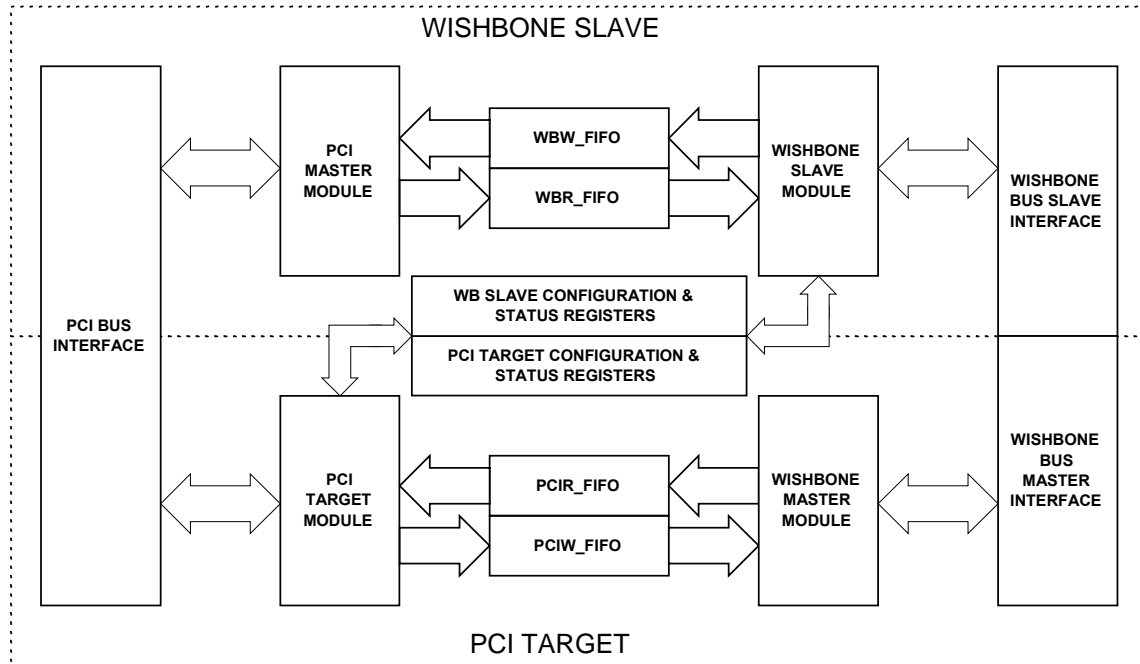 WISHBONE SLAVE
PCI BUS
INTERFACE
PCI
MASTER
MODULE
WBW_FIFO
WBR_FIFO
WISHBONE
SLAVE
MODULE
WISHBONE
BUS SLAVE
INTERFACE
WB SLAVE CONFIGURATION &
STATUS REGISTERS
PCI TARGET CONFIGURATION &
STATUS REGISTERS
PCI
TARGET
MODULE
PCIR_FIFO
PCIW_FIFO
WISHBONE
MASTER
MODULE
WISHBONE
BUS
MASTER
INTERFACE
PCI TARGET